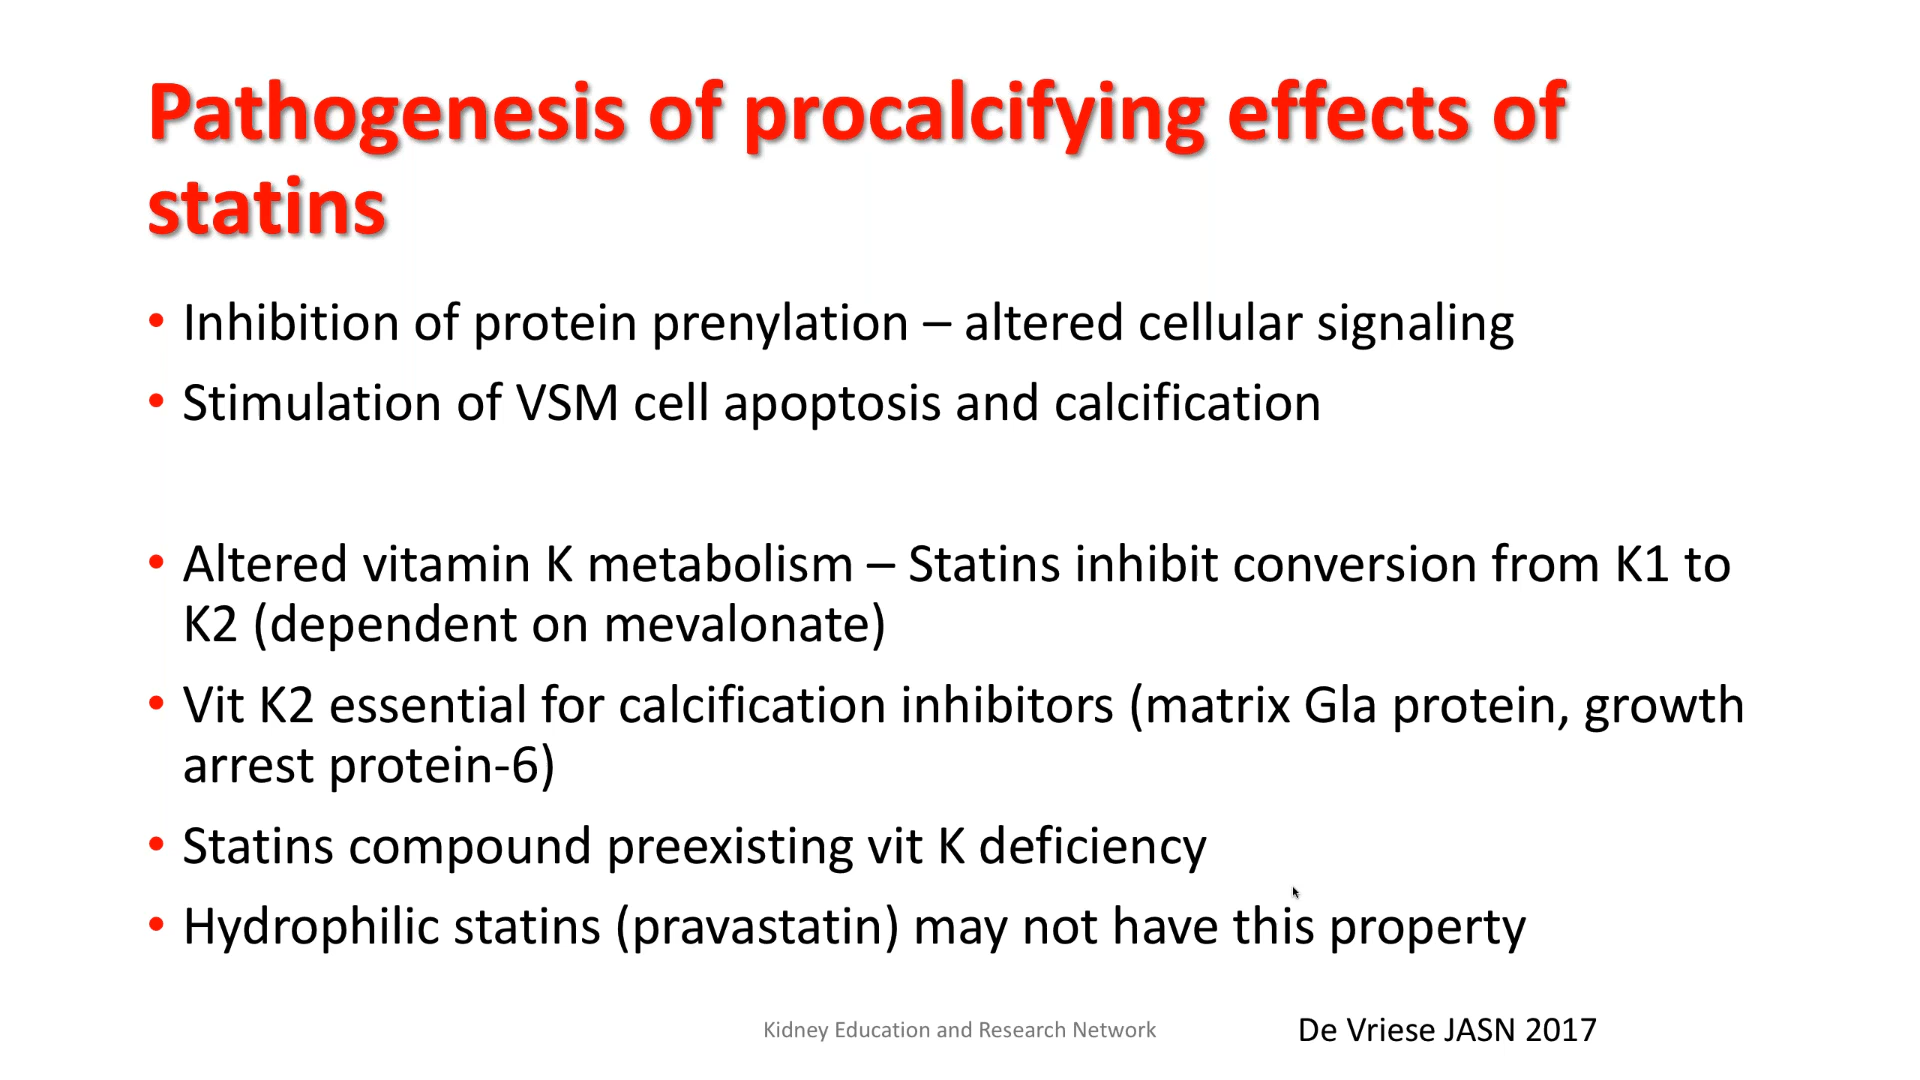 Pathogenesis of procalcifying effects of
statins
• Inhibition of protein prenylation – altered cellular signaling
• Stimulation of VSM cell apoptosis and calcification
• Altered vitamin K metabolism – Statins inhibit conversion from K1 to
K2 (dependent on mevalonate)
• Vit K2 essential for calcification inhibitors (matrix Gla protein, growth
arrest protein-6)
• Statins compound preexisting vit K deficiency
• Hydrophilic statins (pravastatin) may not have this property
Kidney Education and Research Network
De Vriese JASN 2017